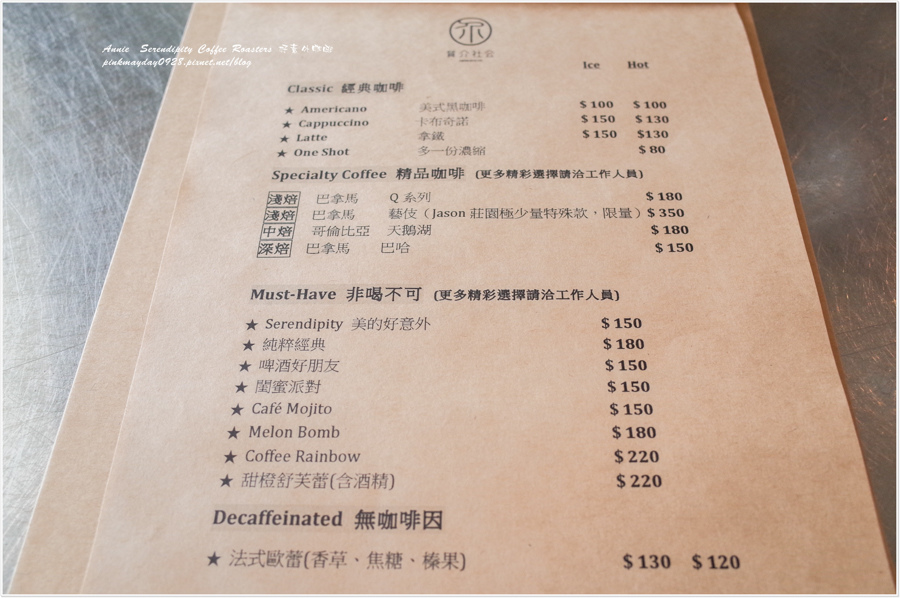 Annie Serendipity Coffee Roasters
pinkmayday0928.pixnet.net/blog
質介社会
Ice Hot
Classic 經典咖啡
★ Americano 美式黑咖啡 $ 100 $ 100
★ Cappuccino 卡布奇諾 $ 150 $ 130
★ Latte 拿鐵 $ 150 $130
★ One Shot 多一份濃縮 $ 80
Specialty Coffee 精品咖啡 (更多精彩選擇請洽工作人員)
淺焙 巴拿馬 Q 系列 $ 180
淺焙 巴拿馬 藝伎（Jason 莊園極少量特殊款，限量） $ 350
中焙 哥倫比亞 天鵝湖 $ 180
深焙 巴拿馬 巴哈 $ 150
Must-Have 非喝不可 (更多精彩選擇請洽工作人員)
★ Serendipity 美的好意外 $ 150
★ 純粹經典 $ 180
★ 啤酒好朋友 $ 150
★ 閨蜜派對 $ 150
★ Café Mojito $ 150
★ Melon Bomb $ 180
★ Coffee Rainbow $ 220
★ 甜橙舒芙蕾(含酒精) $ 220
Decaffeinated 無咖啡因
★ 法式歐蕾(香草、焦糖、榛果) $ 130 $ 120